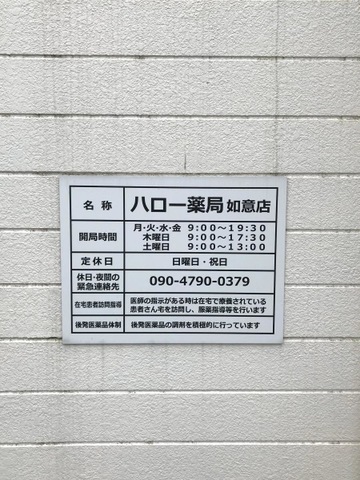 名称 ハロー薬局 如意店
開局時間 月・火・水・金 9:00～19:30
木曜日 9:00～17:30
土曜日 9:00～13:00
定休日 日曜日・祝日
休日・夜間の
緊急連絡先 090-4790-0379
在宅患者訪問指導 医師の指示がある時は在宅で療養されている
患者さん宅を訪問し、服薬指導等を行います
後発医薬品体制 後発医薬品の調剤を積極的に行っています